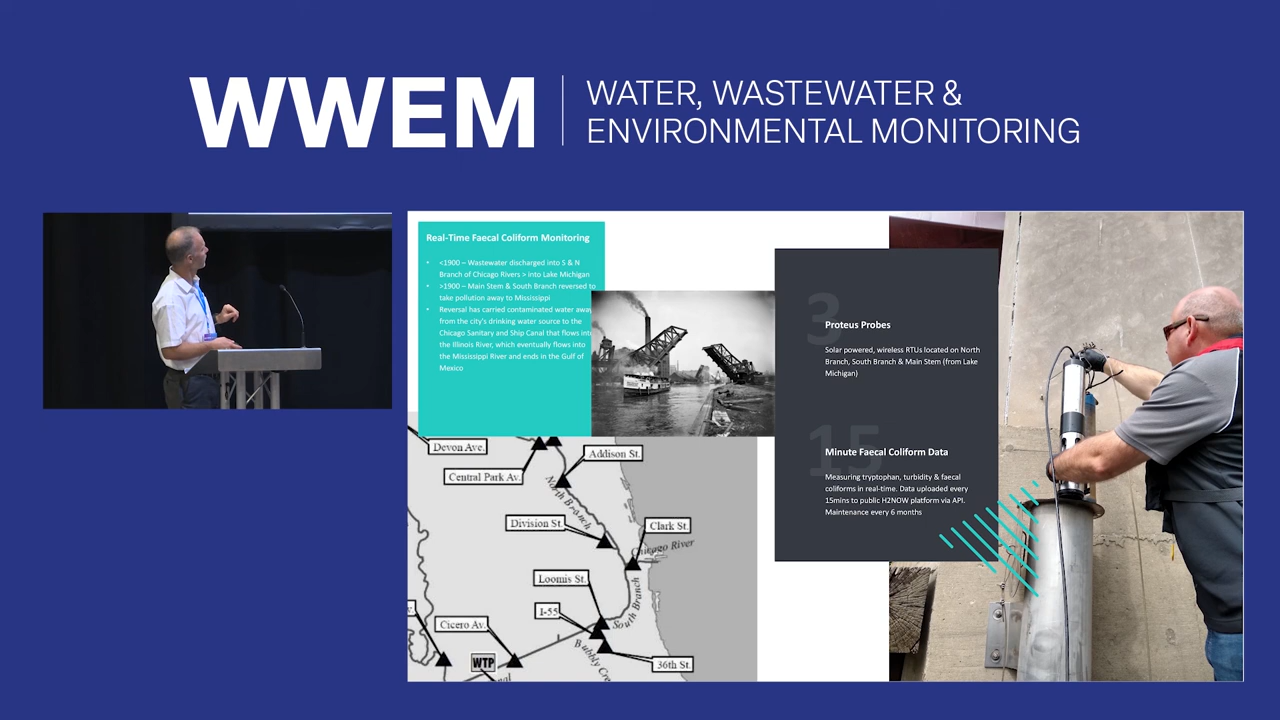 WWEM
WATER, WASTEWATER &
ENVIRONMENTAL MONITORING
Real-Time Faecal Coliform Monitoring
• <1900 – Wastewater discharged into S & N
Branch of Chicago Rivers > into Lake Michigan
• >1900 – Main Stem & South Branch reversed to
take pollution away to Mississippi
• Reversal has carried contaminated water away
from the city's drinking water source to the
Chicago Sanitary and Ship Canal that flows into
the Illinois River, which eventually flows into
the Mississippi River and ends in the Gulf of
Mexico
3
Proteus Probes
Solar powered, wireless RTUs located on North
Branch, South Branch & Main Stem (from Lake
Michigan)
15
Minute Faecal Coliform Data
Measuring tryptophan, turbidity & faecal
coliforms in real-time. Data uploaded every
15mins to public H2NOW platform via API.
Maintenance every 6 months
Devon Ave.
Addison St.
Central Park Av.
North Branch
Division St.
Clark St.
Chicago River
Loomis St.
South Branch
I-55
Cicero Av.
Bubbly Cre
WTP
36th St.